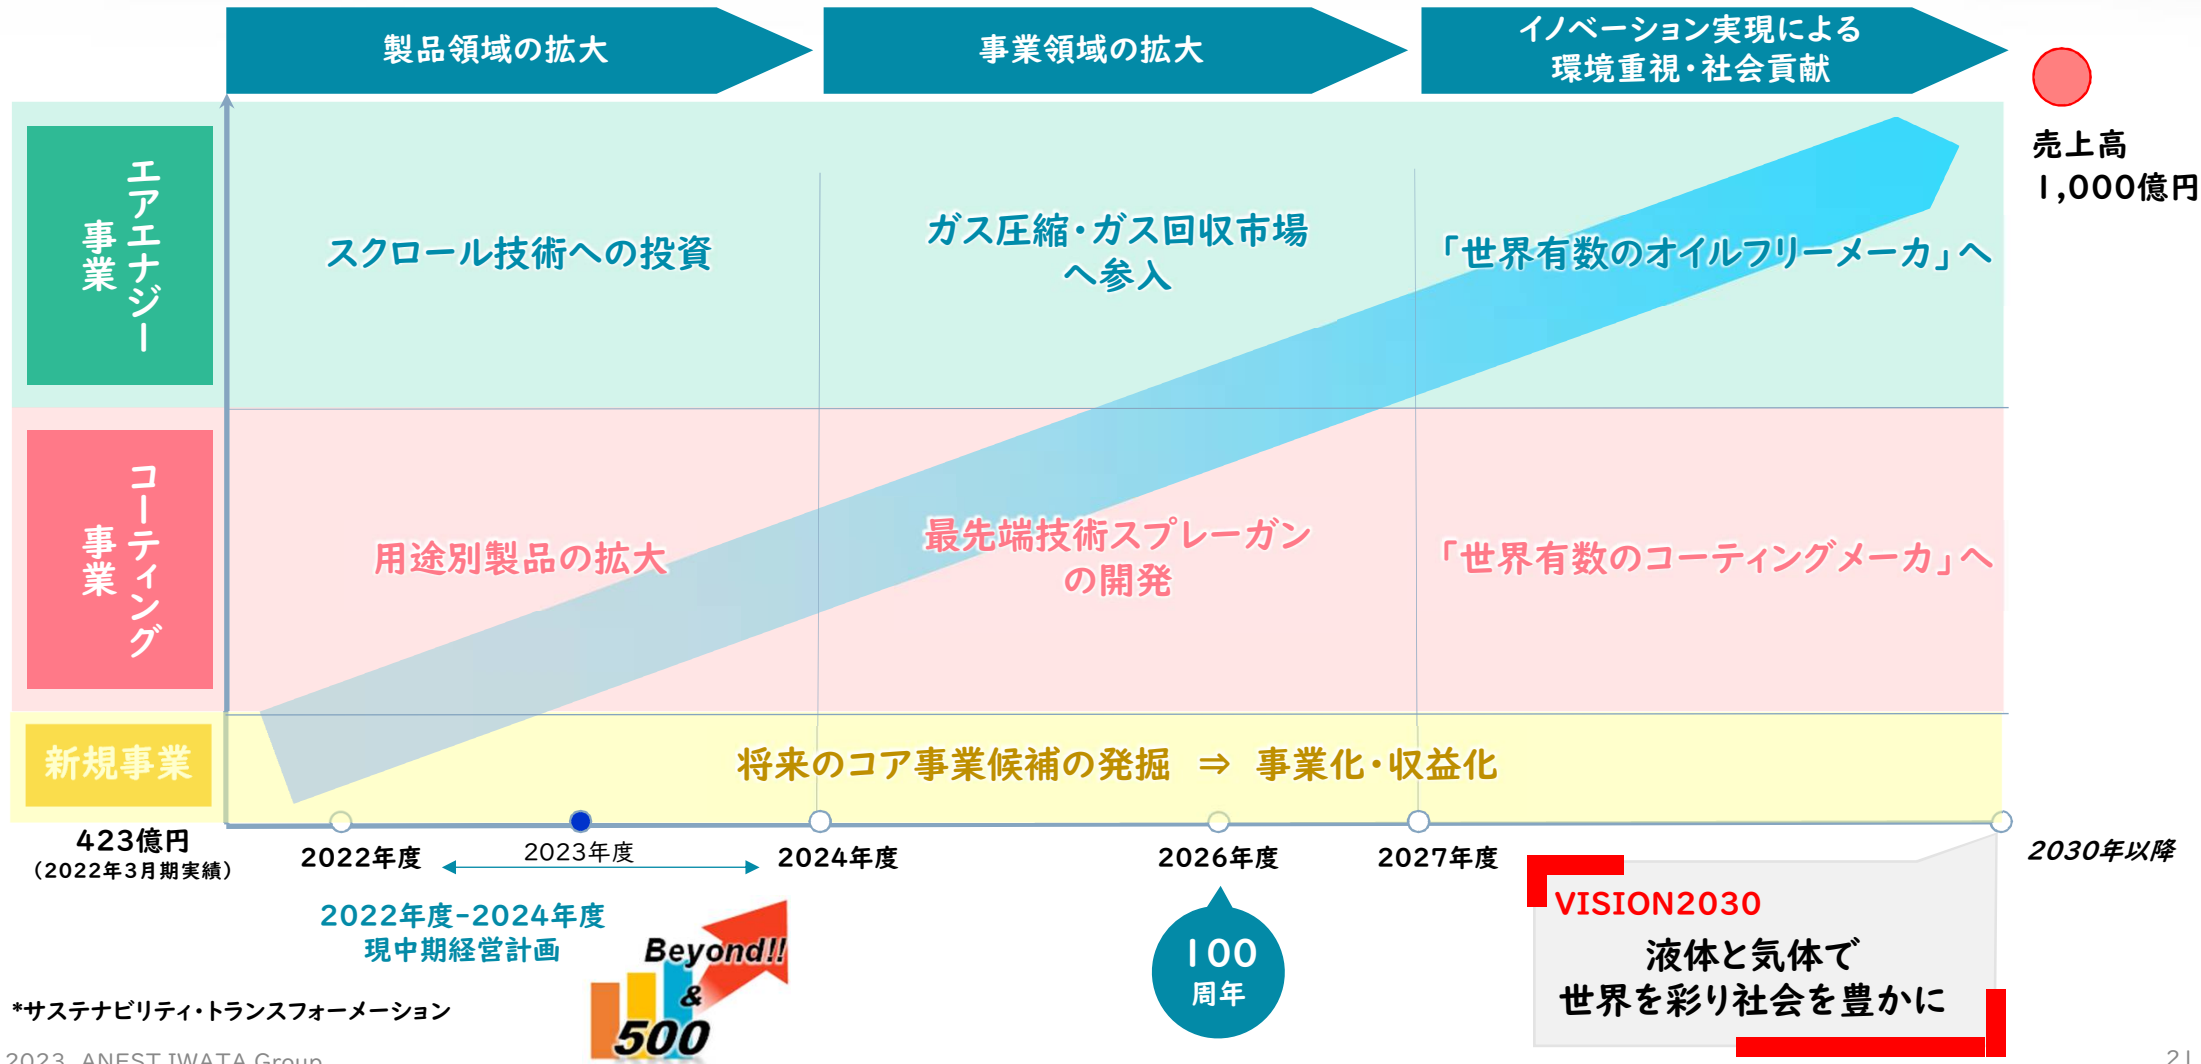 製品領域の拡大
事業領域の拡大
イノベーション実現による
環境重視・社会貢献
売上高
1,000億円
エアエナジー
事業
スクロール技術への投資
ガス圧縮・ガス回収市場
へ参入
「世界有数のオイルフリーメーカ」へ
コーティング
事業
用途別製品の拡大
最先端技術スプレーガン
の開発
「世界有数のコーティングメーカ」へ
新規事業
将来のコア事業候補の発掘 ⇒ 事業化・収益化
423億円
(2022年3月期実績)
2022年度
2023年度
2024年度
2026年度
2027年度
2030年以降
2022年度-2024年度
現中期経営計画
Beyond!!
&
500
100
周年
VISION2030
液体と気体で
世界を彩り社会を豊かに
*サステナビリティ・トランスフォーメーション
2023 ANEST IWATA Group
21